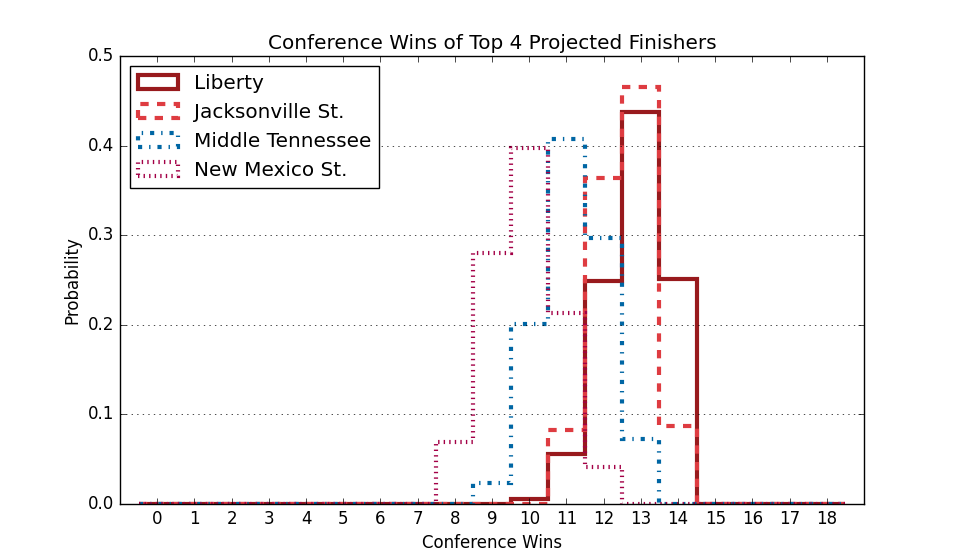 Conference Wins of Top 4 Projected Finishers
0.5
0.4
0.3
0.2
0.1
0.0
Probability
Liberty
Jacksonville St.
Middle Tennessee
New Mexico St.
0 1 2 3 4 5 6 7 8 9 10 11 12 13 14 15 16 17 18
Conference Wins